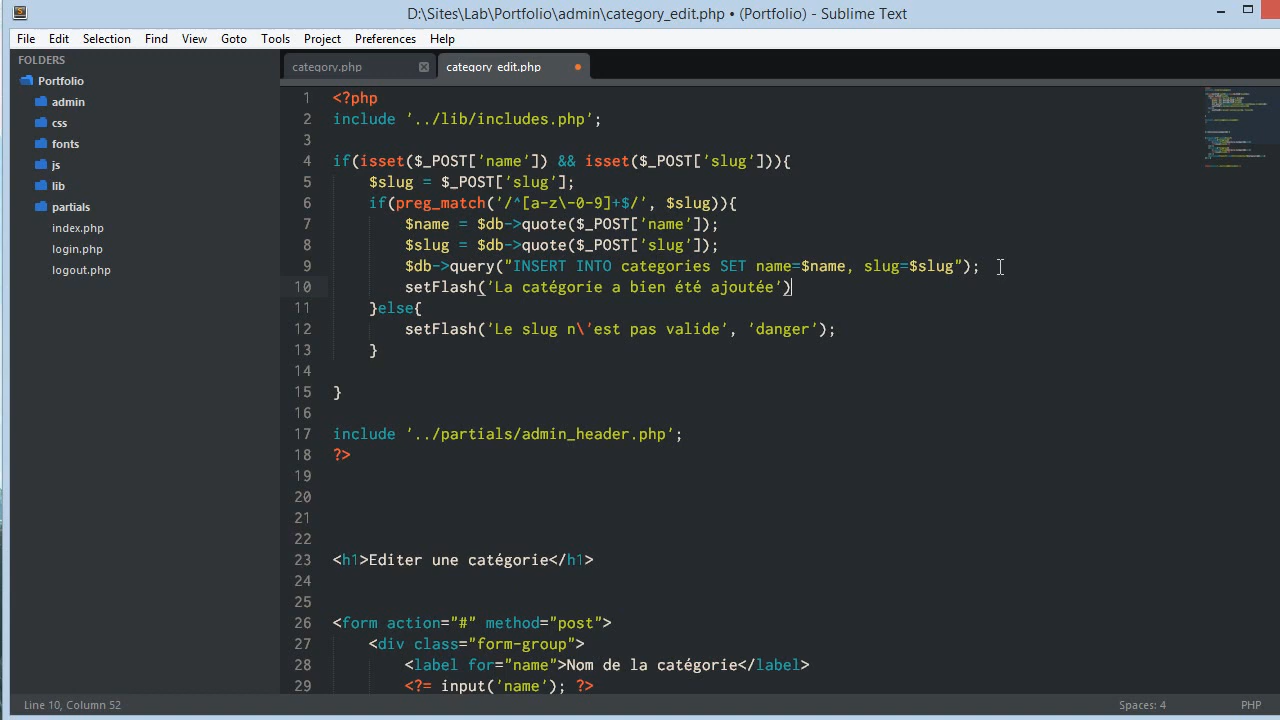 D:\Sites\Lab\Portfolio\admin\category_edit.php • (Portfolio) - Sublime Text
File Edit Selection Find View Goto Tools Project Preferences Help
FOLDERS
Portfolio
admin
css
fonts
js
lib
partials
index.php
login.php
logout.php
category.php
category_edit.php
1 <?php
2 include '../lib/includes.php';
3
4 if(isset($_POST['name']) && isset($_POST['slug'])){
5 $slug = $_POST['slug'];
6 if(preg_match('/^[a-z\-0-9]+$/', $slug)){
7 $name = $db->quote($_POST['name']);
8 $slug = $db->quote($_POST['slug']);
9 $db->query("INSERT INTO categories SET name=$name, slug=$slug");
10 setFlash('La catégorie a bien été ajoutée')
11 }else{
12 setFlash('Le slug n\'est pas valide', 'danger');
13 }
14
15 }
16
17 include '../partials/admin_header.php';
18 ?>
19
20
21
22
23 <h1>Editer une catégorie</h1>
24
25
26 <form action="#" method="post">
27 <div class="form-group">
28 <label for="name">Nom de la catégorie</label>
29 <?= input('name'); ?>
Line 10, Column 52
Spaces: 4
PHP